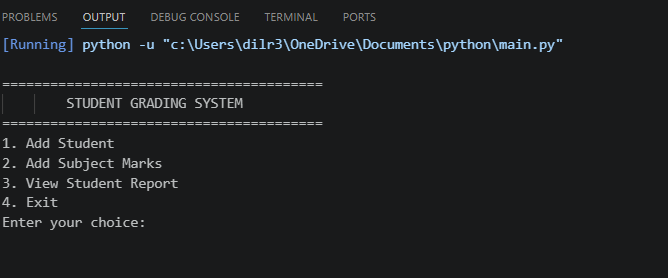 PROBLEMS OUTPUT DEBUG CONSOLE TERMINAL PORTS
[Running] python -u "c:\Users\dilr3\OneDrive\Documents\python\main.py"
========================================
STUDENT GRADING SYSTEM
========================================
1. Add Student
2. Add Subject Marks
3. View Student Report
4. Exit
Enter your choice: